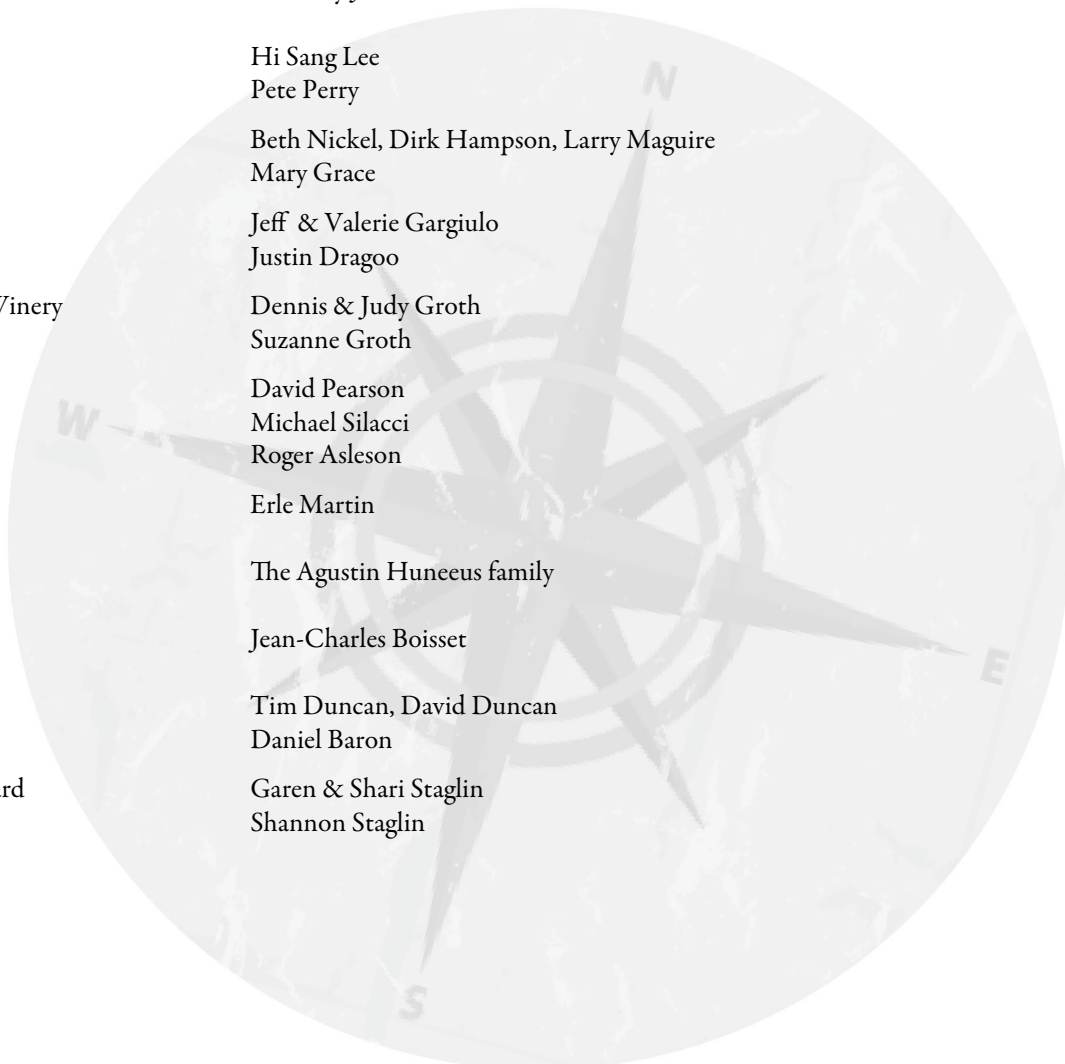 Hi Sang Lee
Pete Perry
Beth Nickel, Dirk Hampson, Larry Maguire
Mary Grace
Jeff & Valerie Gargiulo
Justin Dragoo
Dennis & Judy Groth
Suzanne Groth
David Pearson
Michael Silacci
Roger Asleson
Erle Martin
The Agustin Huneeus family
Jean-Charles Boisset
Tim Duncan, David Duncan
Daniel Baron
Garen & Shari Staglin
Shannon Staglin
N
W
E
S